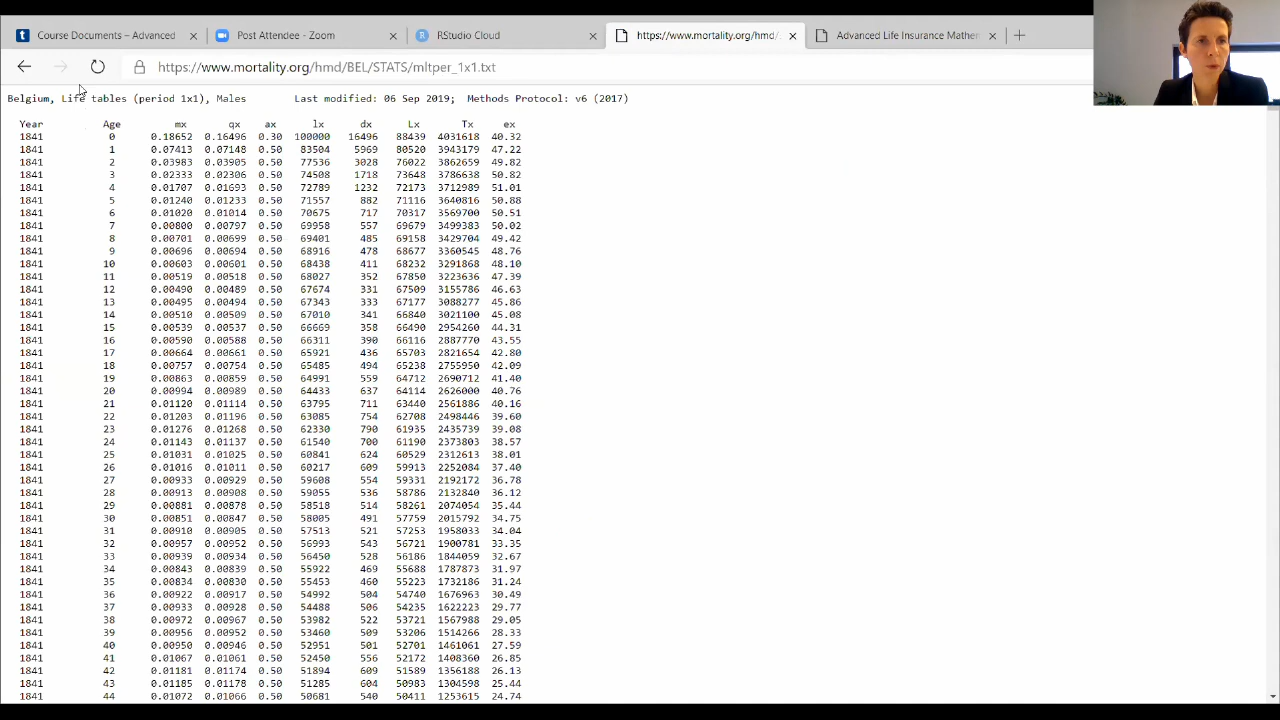 Course Documents – Advanced
Post Attendee - Zoom
RStudio Cloud
https://www.mortality.org/hmd/
Advanced Life Insurance Mathem
https://www.mortality.org/hmd/BEL/STATS/mltper_1x1.txt
Belgium, Life tables (period 1x1), Males Last modified: 06 Sep 2019; Methods Protocol: v6 (2017)
Year Age mx qx ax lx dx Lx Tx ex
1841 0 0.18652 0.16496 0.30 100000 16496 88439 4031618 40.32
1841 1 0.07413 0.07148 0.50 83504 5969 80520 3943179 47.22
1841 2 0.03983 0.03905 0.50 77536 3028 76022 3862659 49.82
1841 3 0.02333 0.02306 0.50 74508 1718 73648 3786638 50.82
1841 4 0.01707 0.01693 0.50 72789 1232 72173 3712989 51.01
1841 5 0.01240 0.01233 0.50 71557 882 71116 3640816 50.88
1841 6 0.01020 0.01014 0.50 70675 717 70317 3569700 50.51
1841 7 0.00800 0.00797 0.50 69958 557 69679 3499383 50.02
1841 8 0.00701 0.00699 0.50 69401 485 69158 3429704 49.42
1841 9 0.00696 0.00694 0.50 68916 478 68677 3360545 48.76
1841 10 0.00603 0.00601 0.50 68438 411 68232 3291868 48.10
1841 11 0.00519 0.00518 0.50 68027 352 67850 3223636 47.39
1841 12 0.00490 0.00489 0.50 67674 331 67509 3155786 46.63
1841 13 0.00495 0.00494 0.50 67343 333 67177 3088277 45.86
1841 14 0.00510 0.00509 0.50 67010 341 66840 3021100 45.08
1841 15 0.00539 0.00537 0.50 66669 358 66490 2954260 44.31
1841 16 0.00590 0.00588 0.50 66311 390 66116 2887770 43.55
1841 17 0.00664 0.00661 0.50 65921 436 65703 2821654 42.80
1841 18 0.00757 0.00754 0.50 65485 494 65238 2755950 42.09
1841 19 0.00863 0.00859 0.50 64991 559 64712 2690712 41.40
1841 20 0.00994 0.00989 0.50 64433 637 64114 2626000 40.76
1841 21 0.01120 0.01114 0.50 63795 711 63440 2561886 40.16
1841 22 0.01203 0.01196 0.50 63085 754 62708 2498446 39.60
1841 23 0.01276 0.01268 0.50 62330 790 61935 2435739 39.08
1841 24 0.01143 0.01137 0.50 61540 700 61190 2373803 38.57
1841 25 0.01031 0.01025 0.50 60841 624 60529 2312613 38.01
1841 26 0.01016 0.01011 0.50 60217 609 59913 2252084 37.40
1841 27 0.00933 0.00929 0.50 59608 554 59331 2192172 36.78
1841 28 0.00913 0.00908 0.50 59055 536 58786 2132840 36.12
1841 29 0.00881 0.00878 0.50 58518 514 58261 2074054 35.44
1841 30 0.00851 0.00847 0.50 58005 491 57759 2015792 34.75
1841 31 0.00910 0.00905 0.50 57513 521 57253 1958033 34.04
1841 32 0.00957 0.00952 0.50 56993 543 56721 1900781 33.35
1841 33 0.00939 0.00934 0.50 56450 528 56186 1844059 32.67
1841 34 0.00843 0.00839 0.50 55922 469 55688 1787873 31.97
1841 35 0.00834 0.00830 0.50 55453 460 55223 1732186 31.24
1841 36 0.00922 0.00917 0.50 54992 504 54740 1676963 30.49
1841 37 0.00933 0.00928 0.50 54488 506 54235 1622223 29.77
1841 38 0.00972 0.00967 0.50 53982 522 53721 1567988 29.05
1841 39 0.00956 0.00952 0.50 53460 509 53206 1514266 28.33
1841 40 0.00950 0.00946 0.50 52951 501 52701 1461061 27.59
1841 41 0.01067 0.01061 0.50 52450 556 52172 1408360 26.85
1841 42 0.01181 0.01174 0.50 51894 609 51589 1356188 26.13
1841 43 0.01185 0.01178 0.50 51285 604 50983 1304598 25.44
1841 44 0.01072 0.01066 0.50 50681 540 50411 1253615 24.74